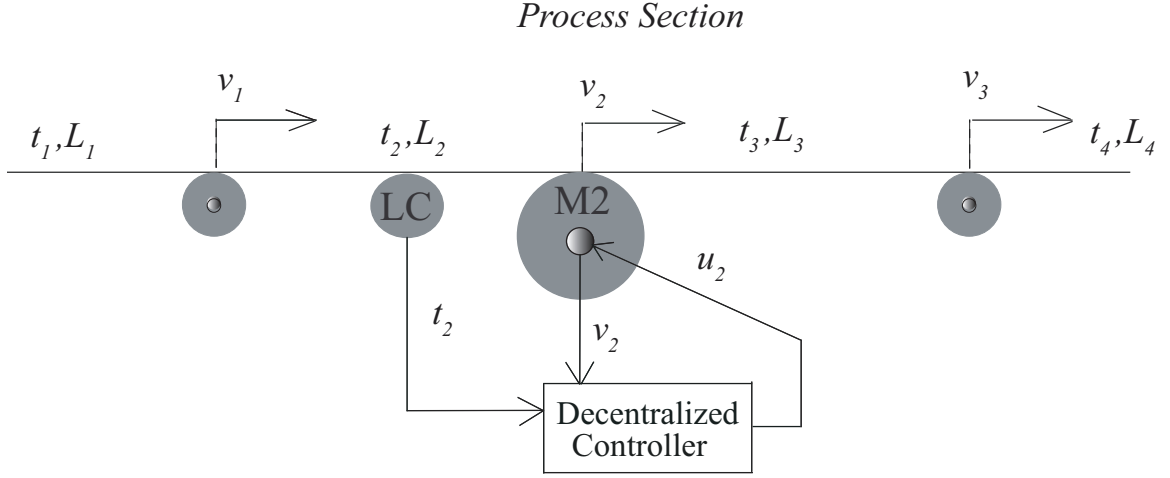 Process Section
v₁
v₂
v₃
t₁,L₁
t₂,L₂
t₃,L₃
t₄,L₄
LC
M2
u₂
t₂
v₂
Decentralized
Controller